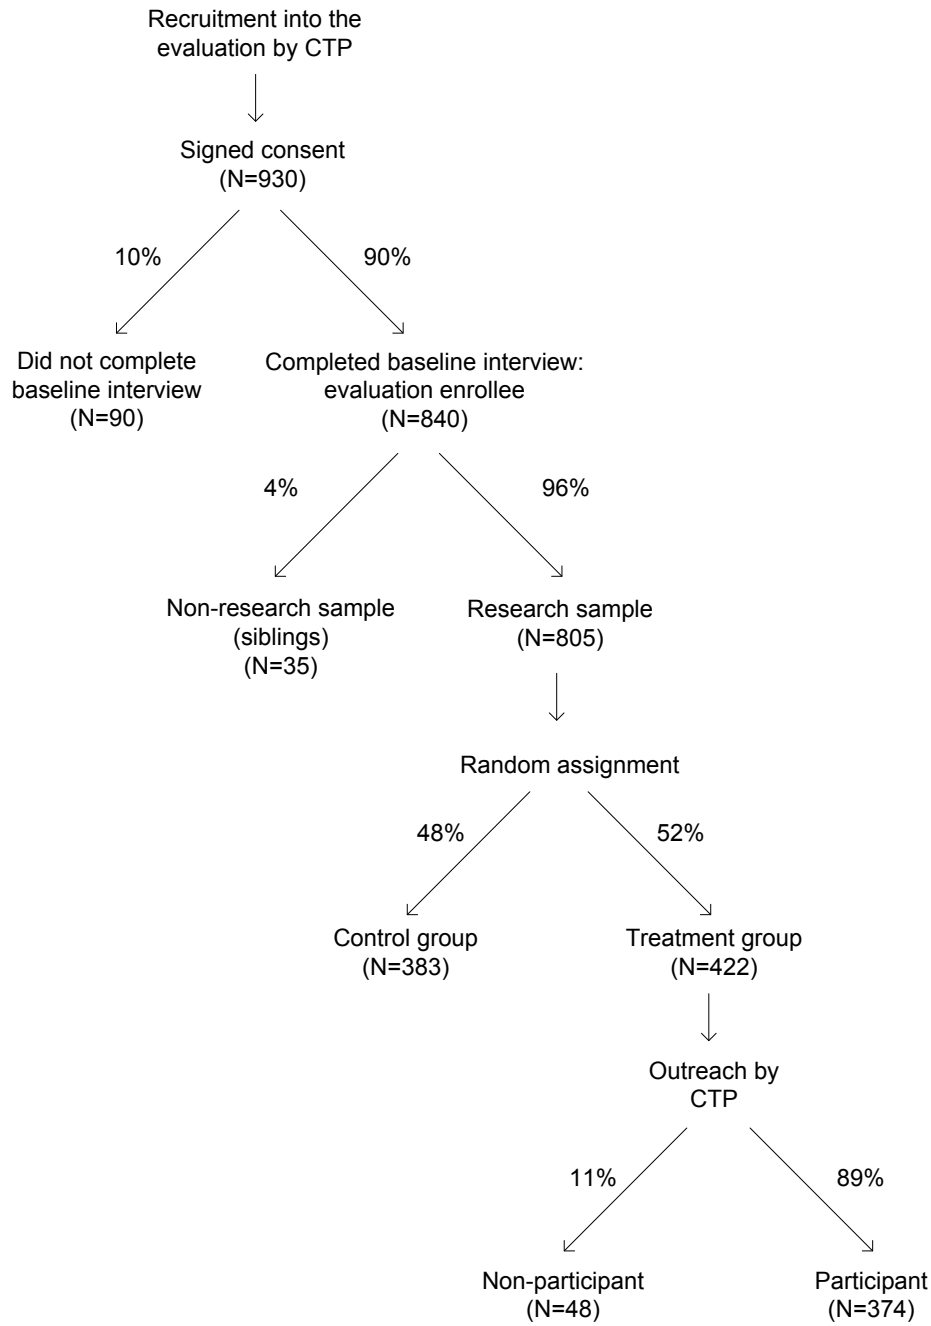 Recruitment into the
evaluation by CTP
Signed consent
(N=930)
10%
90%
Did not complete
baseline interview
(N=90)
Completed baseline interview:
evaluation enrollee
(N=840)
4%
96%
Non-research sample
(siblings)
(N=35)
Research sample
(N=805)
Random assignment
48%
52%
Control group
(N=383)
Treatment group
(N=422)
Outreach by
CTP
11%
89%
Non-participant
(N=48)
Participant
(N=374)